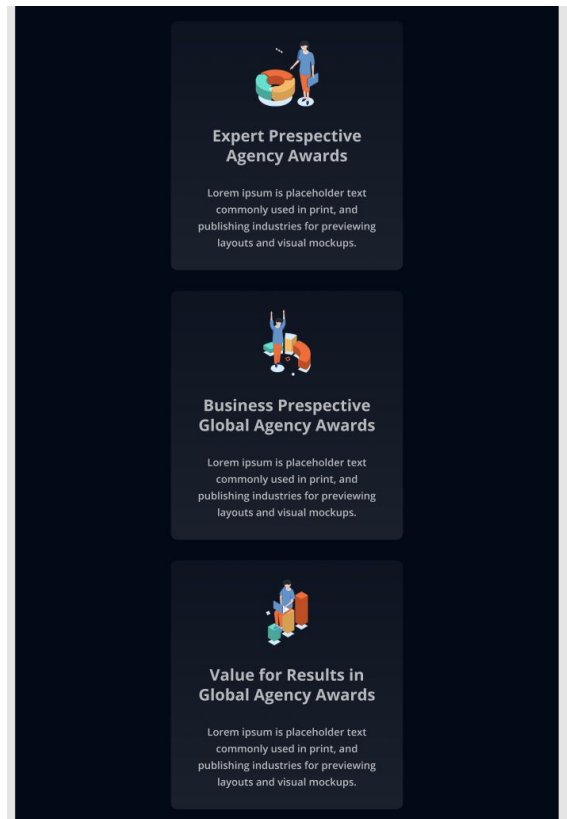 Expert Prespective
Agency Awards
Lorem ipsum is placeholder text
commonly used in print, and
publishing industries for previewing
layouts and visual mockups.
Business Prespective
Global Agency Awards
Lorem ipsum is placeholder text
commonly used in print, and
publishing industries for previewing
layouts and visual mockups.
Value for Results in
Global Agency Awards
Lorem ipsum is placeholder text
commonly used in print, and
publishing industries for previewing
layouts and visual mockups.